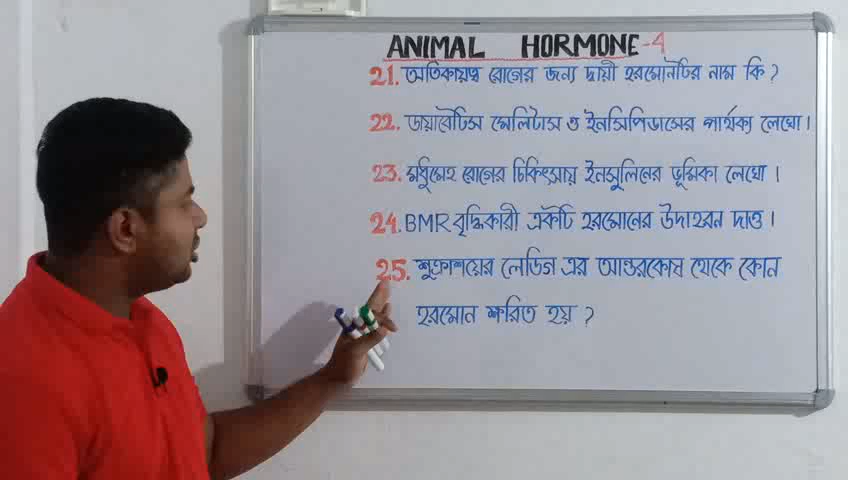 ANIMAL HORMONE-4
21. অতিকায়ত্ব রোগের জন্য দায়ী হরমোনটির নাম কি?
22. ডায়াবেটিস মেলিটাস ও ইনসিপিডাসের পার্থক্য লেখো।
23. মধুমেহ রোগের চিকিৎসায় ইনসুলিনের ভূমিকা লেখো।
24. BMR বৃদ্ধিকারী একটি হরমোনের উদাহরন দাও।
25. শুক্রাশয়ের লেডিগ এর আন্তরকোষ থেকে কোন
হরমোন ক্ষরিত হয়?